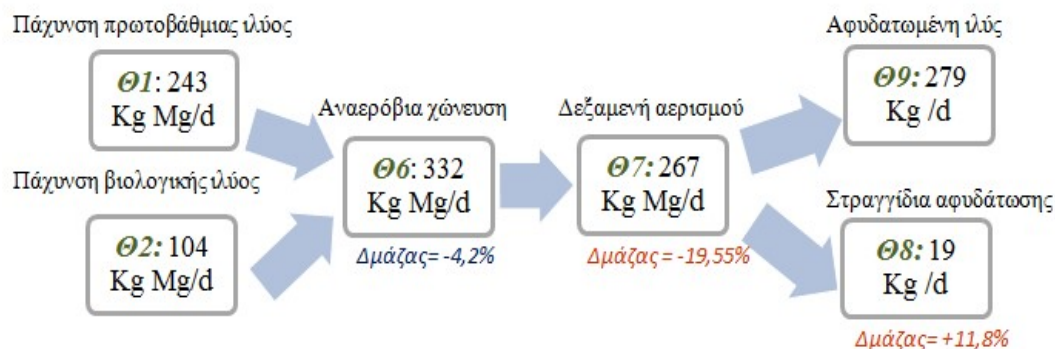 Πάχυνση πρωτοβάθμιας ιλύος
Θ1: 243
Kg Mg/d
Πάχυνση βιολογικής ιλύος
Θ2: 104
Kg Mg/d
Αναερόβια χώνευση
Θ6: 332
Kg Mg/d
Δμάζας= -4,2%
Δεξαμενή αερισμού
Θ7: 267
Kg Mg/d
Δμάζας = -19,55%
Αφυδατωμένη ιλύς
Θ9: 279
Kg /d
Στραγγίδια αφυδάτωσης
Θ8: 19
Kg /d
Δμάζας= +11,8%